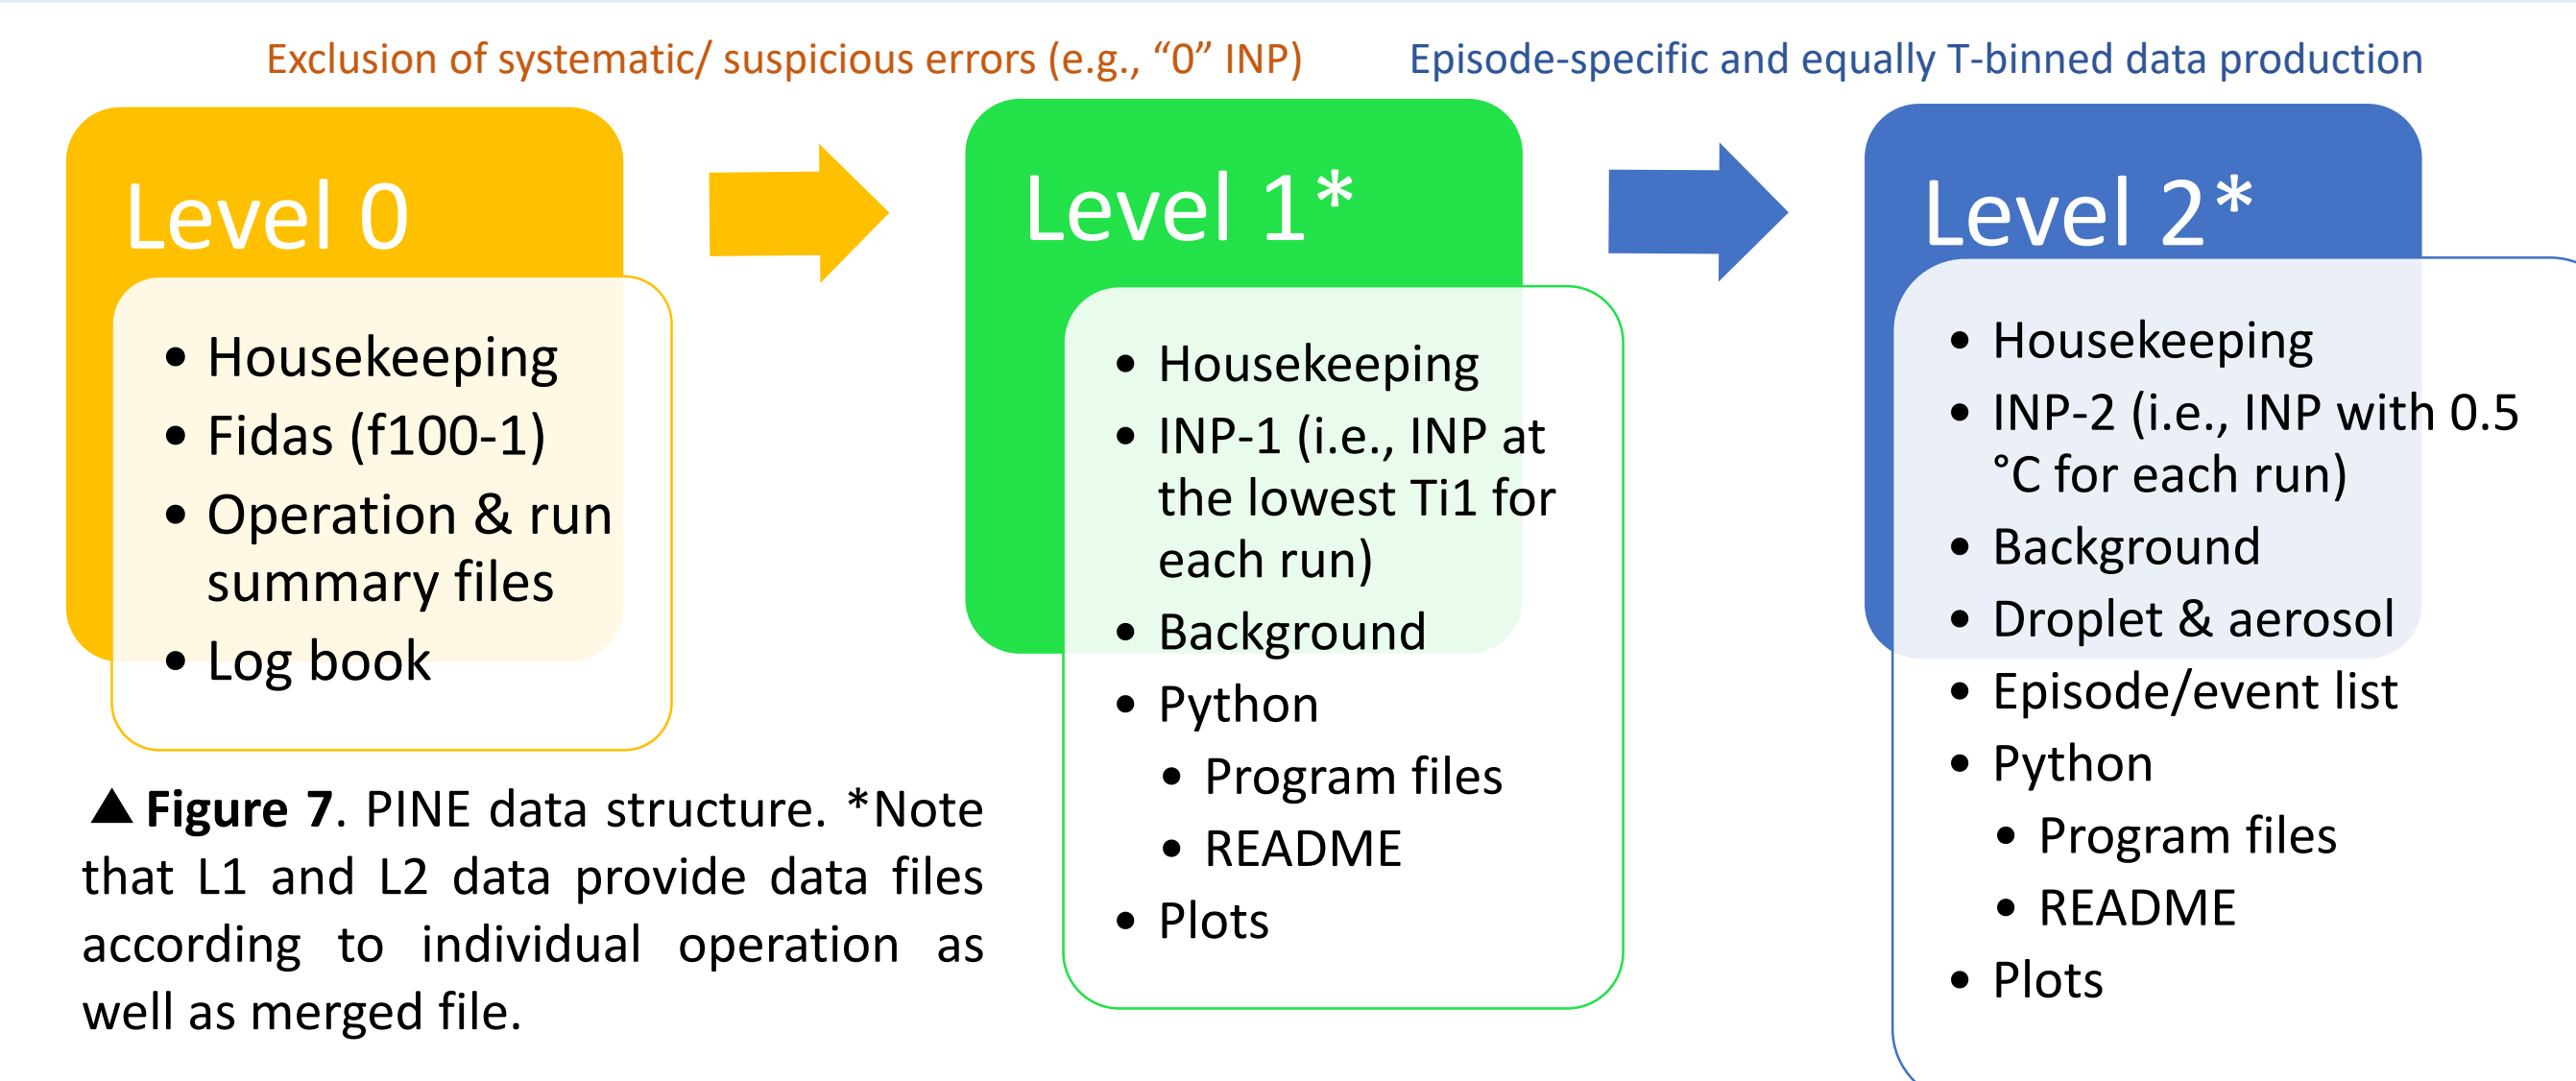 Exclusion of systematic/ suspicious errors (e.g., “0” INP)
Episode-specific and equally T-binned data production
Level 0
• Housekeeping
• Fidas (f100-1)
• Operation & run
summary files
• Log book
Level 1*
• Housekeeping
• INP-1 (i.e., INP at
the lowest Ti1 for
each run)
• Background
• Python
• Program files
• README
• Plots
Level 2*
• Housekeeping
• INP-2 (i.e., INP with 0.5
°C for each run)
• Background
• Droplet & aerosol
• Episode/event list
• Python
• Program files
• README
• Plots
▲ Figure 7. PINE data structure. *Note
that L1 and L2 data provide data files
according to individual operation as
well as merged file.